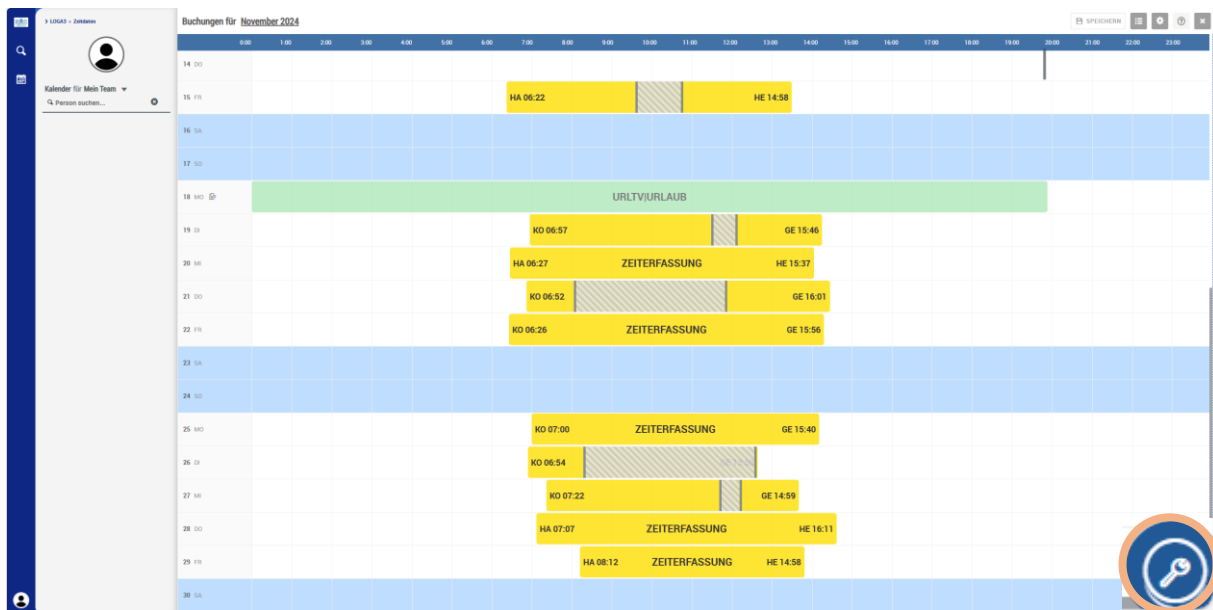 > LOGA3 > Zeitdaten
Buchungen für November 2024
SPEICHERN
0:00 1:00 2:00 3:00 4:00 5:00 6:00 7:00 8:00 9:00 10:00 11:00 12:00 13:00 14:00 15:00 16:00 17:00 18:00 19:00 20:00 21:00 22:00 23:00
Kalender für Mein Team
Person suchen...
14 DO
15 FR HA 06:22 HE 14:58
16 SA
17 SO
18 MO URLTV|URLAUB
19 DI KO 06:57 GE 15:46
20 MI HA 06:27 ZEITERFASSUNG HE 15:37
21 DO KO 06:52 GE 16:01
22 FR KO 06:26 ZEITERFASSUNG GE 15:56
23 SA
24 SO
25 MO KO 07:00 ZEITERFASSUNG GE 15:40
26 DI KO 06:54
27 MI KO 07:22 GE 14:59
28 DO HA 07:07 ZEITERFASSUNG HE 16:11
29 FR HA 08:12 ZEITERFASSUNG HE 14:58
30 SA